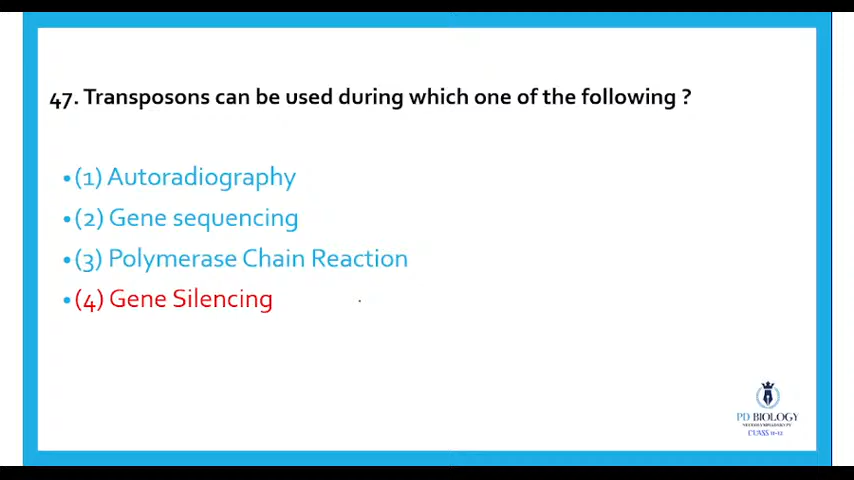 47. Transposons can be used during which one of the following ?
• (1) Autoradiography
• (2) Gene sequencing
• (3) Polymerase Chain Reaction
• (4) Gene Silencing
PD BIOLOGY
CLASS 11-12